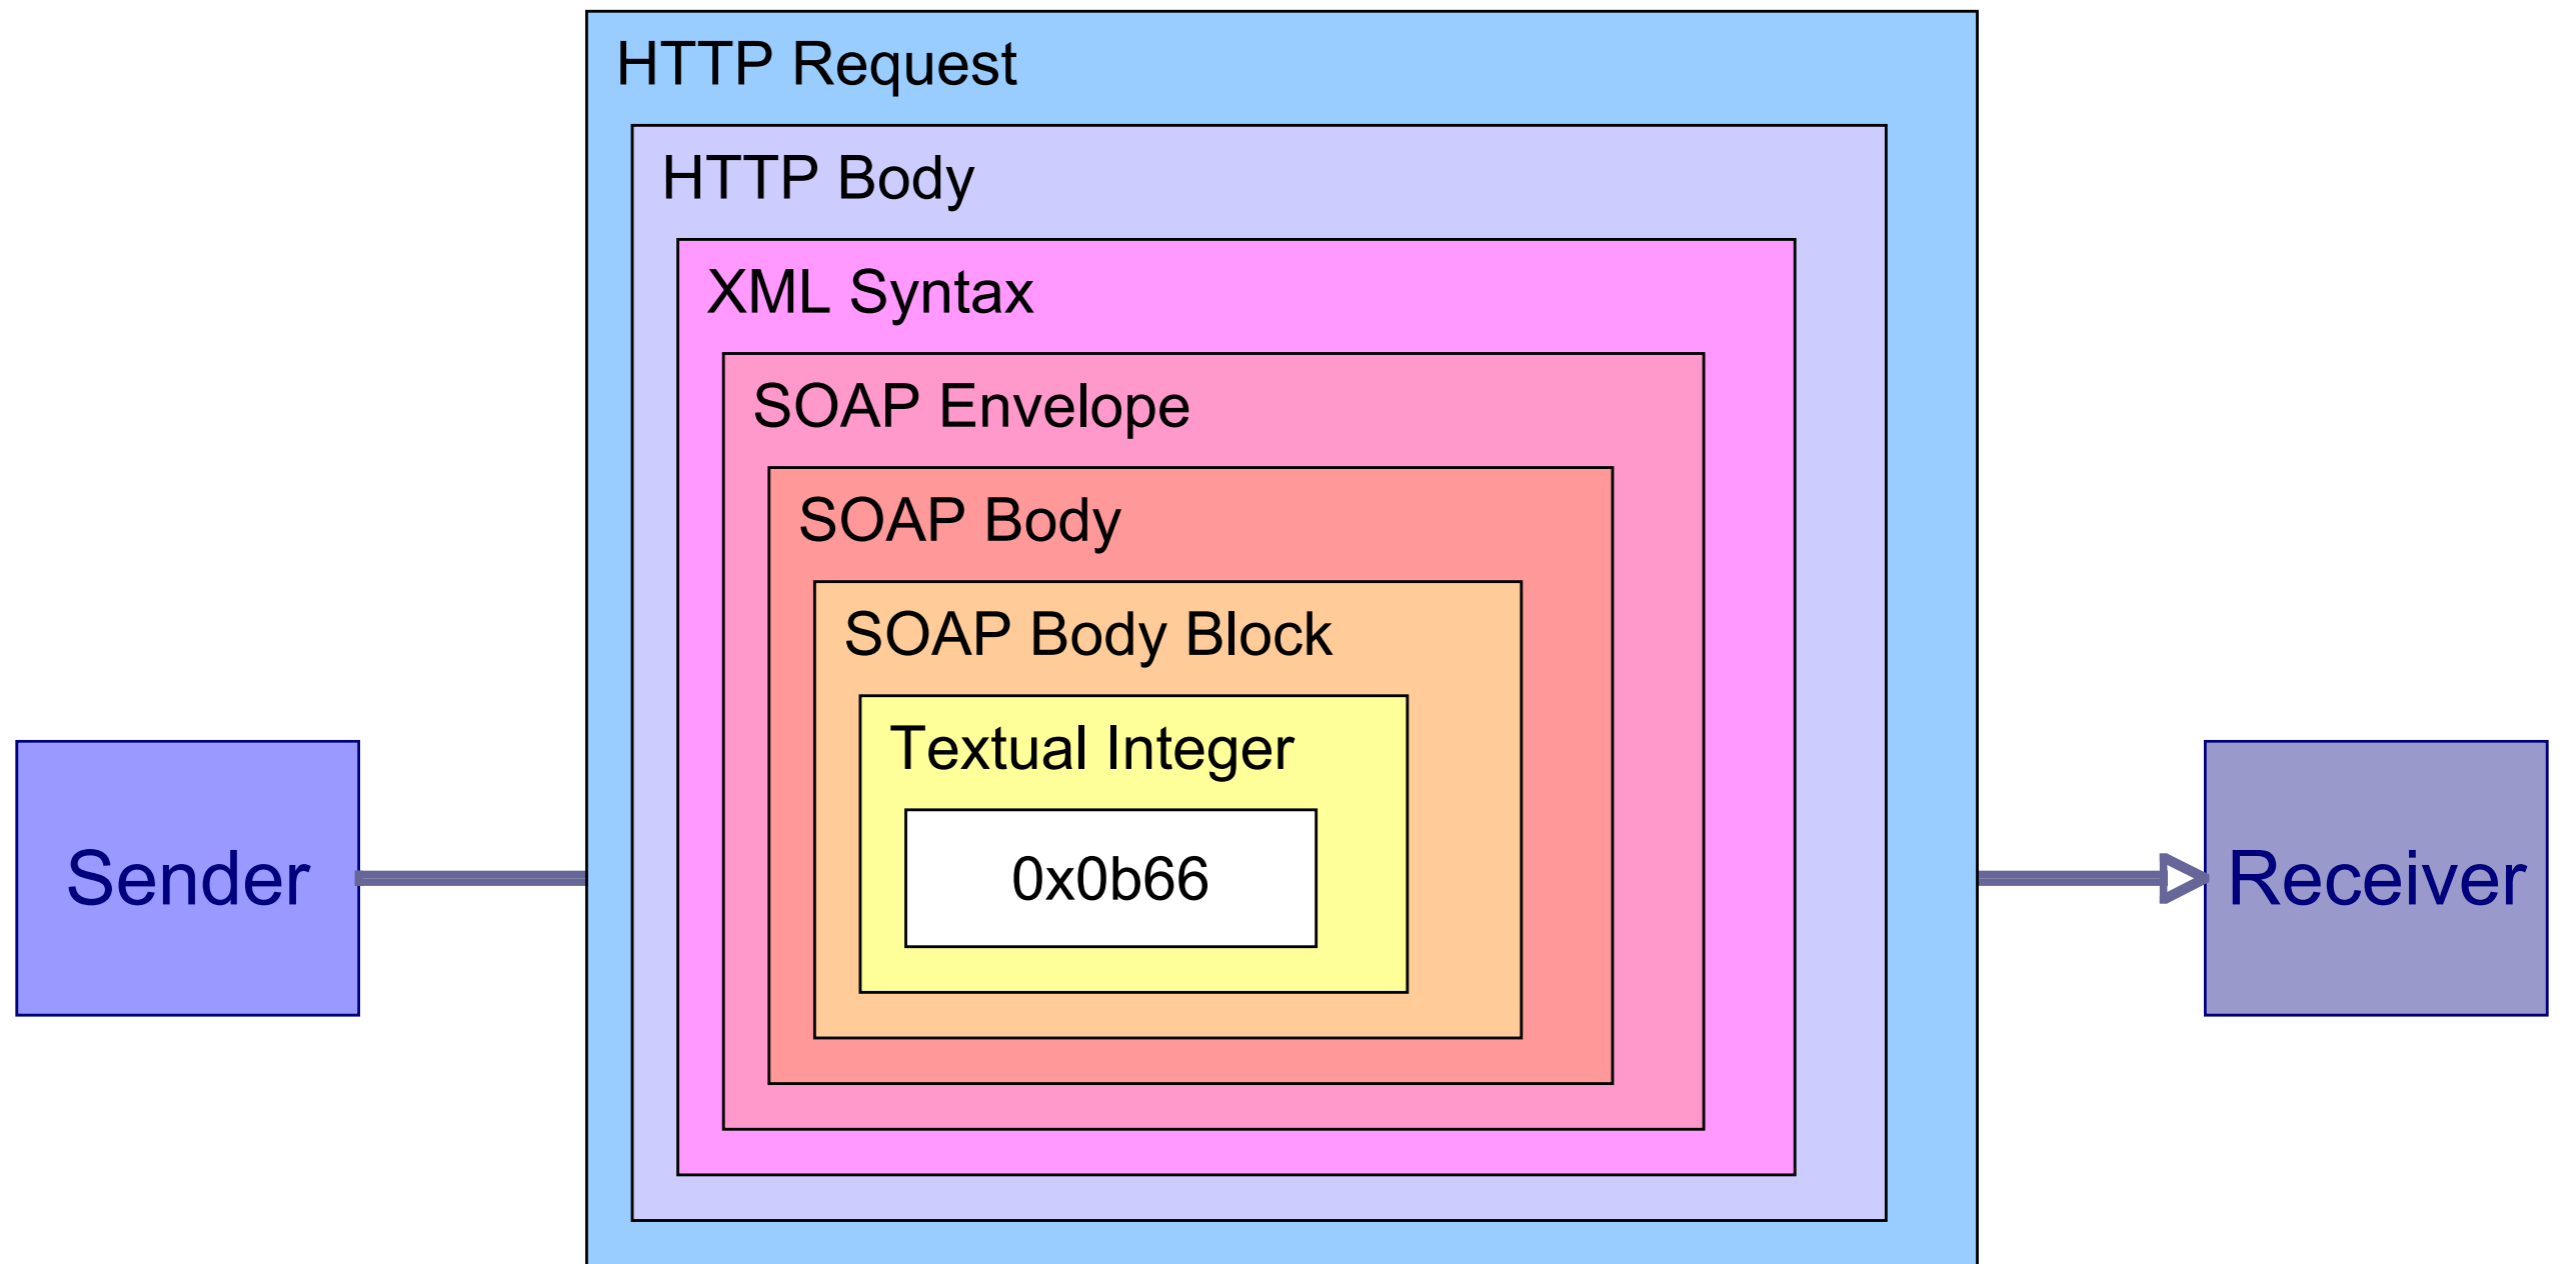 HTTP Request
HTTP Body
XML Syntax
SOAP Envelope
SOAP Body
SOAP Body Block
Textual Integer
Sender
0x0b66
Receiver